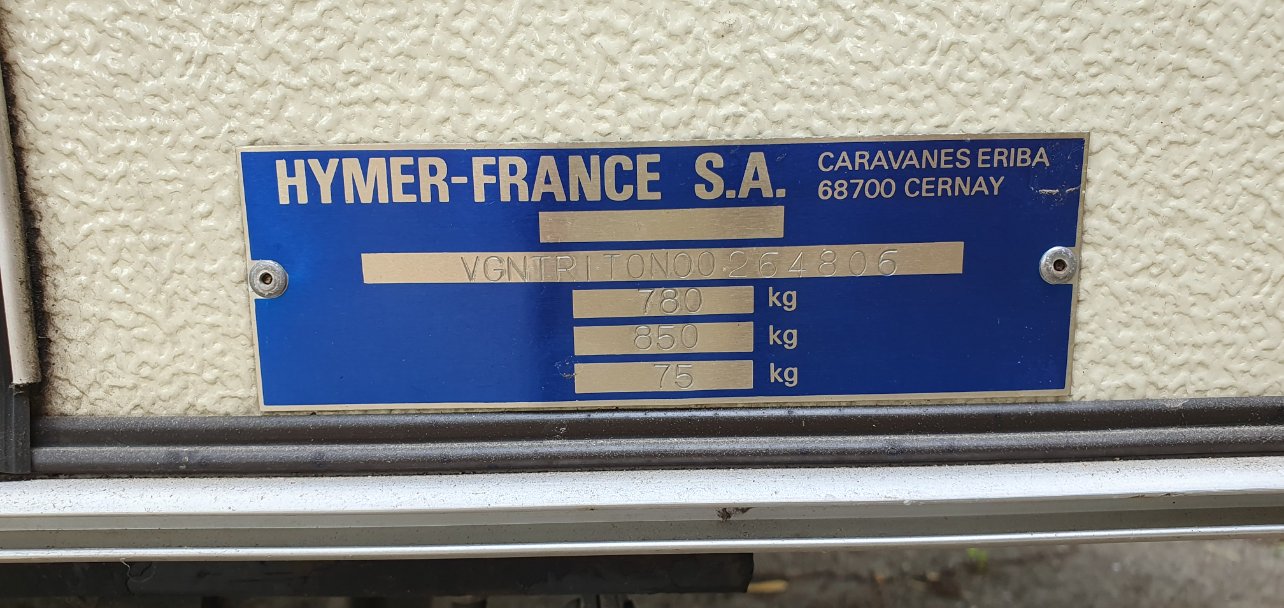 HYMER-FRANCE S.A.
CARAVANES ERIBA
68700 CERNAY
VGNTRITON00264806
780 kg
850 kg
75 kg